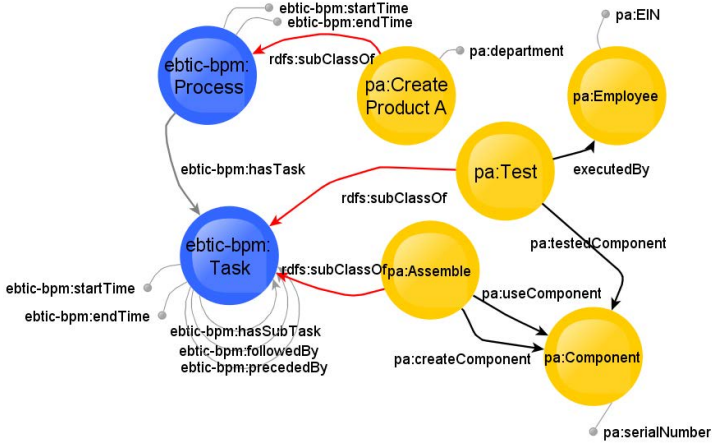 ebtic-bpm:startTime
ebtic-bpm:endTime
pa:EIN
rdfs:subClassOf
pa:department
ebtic-bpm:
Process
pa:Create
Product A
pa:Employee
ebtic-bpm:hasTask
pa:Test
executedBy
rdfs:subClassOf
ebtic-bpm:
Task
rdfs:subClassOf
pa:Assemble
pa:testedComponent
ebtic-bpm:startTime
ebtic-bpm:endTime
pa:useComponent
ebtic-bpm:hasSubTask
ebtic-bpm:followedBy
ebtic-bpm:precededBy
pa:createComponent
pa:Component
pa:serialNumber